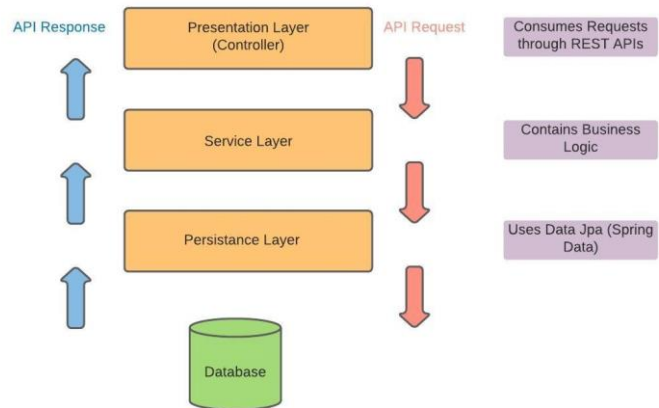 API Response
Presentation Layer
(Controller)
API Request
Consumes Requests
through REST APIs
Service Layer
Contains Business
Logic
Persistance Layer
Uses Data Jpa (Spring
Data)
Database